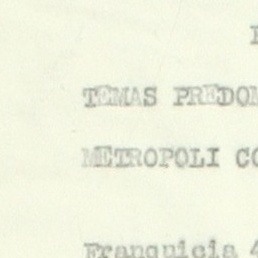 TEMAS PREDOM
METROPOLI CO
Franquicia 4